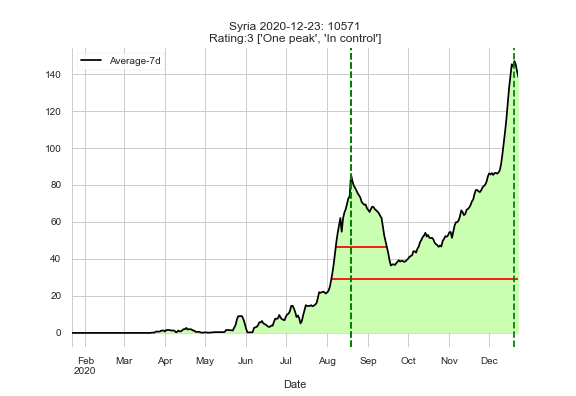 Syria 2020-12-23: 10571
Rating:3 ['One peak', 'In control']
Average-7d
140
120
100
80
60
40
20
0
Feb Mar Apr May Jun Jul Aug Sep Oct Nov Dec
2020
Date